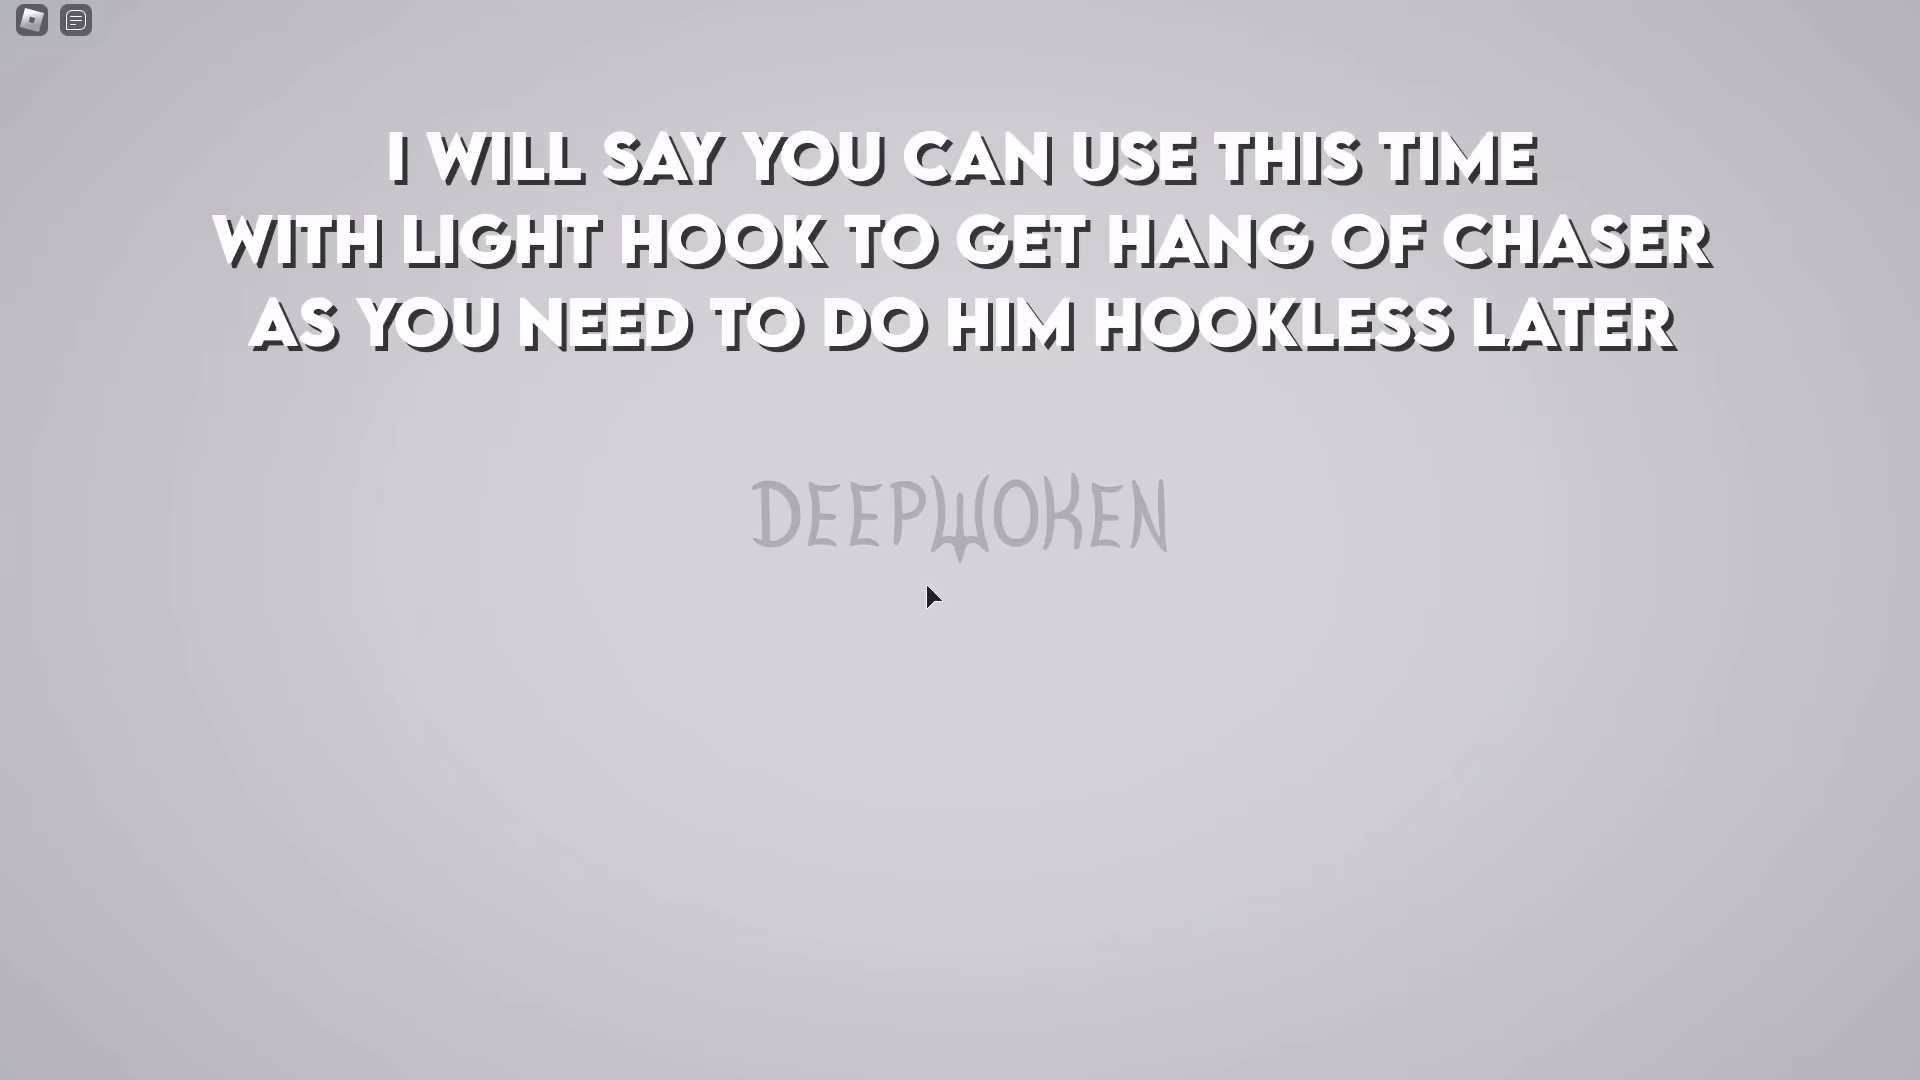 I WILL SAY YOU CAN USE THIS TIME
WITH LIGHT HOOK TO GET HANG OF CHASER
AS YOU NEED TO DO HIM HOOKLESS LATER
DEEPWOKEN